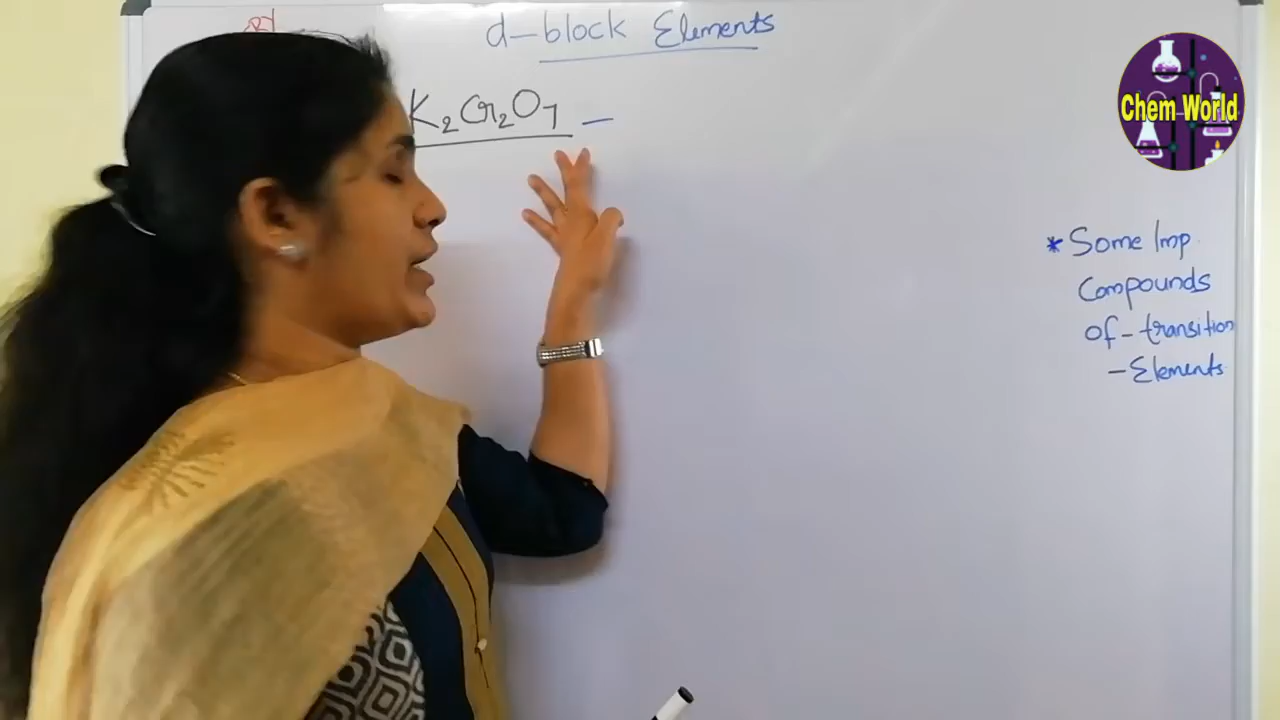 d-block Elements
K2Cr2O7 –
Chem World
* Some Imp.
Compounds
of-transition
-Elements